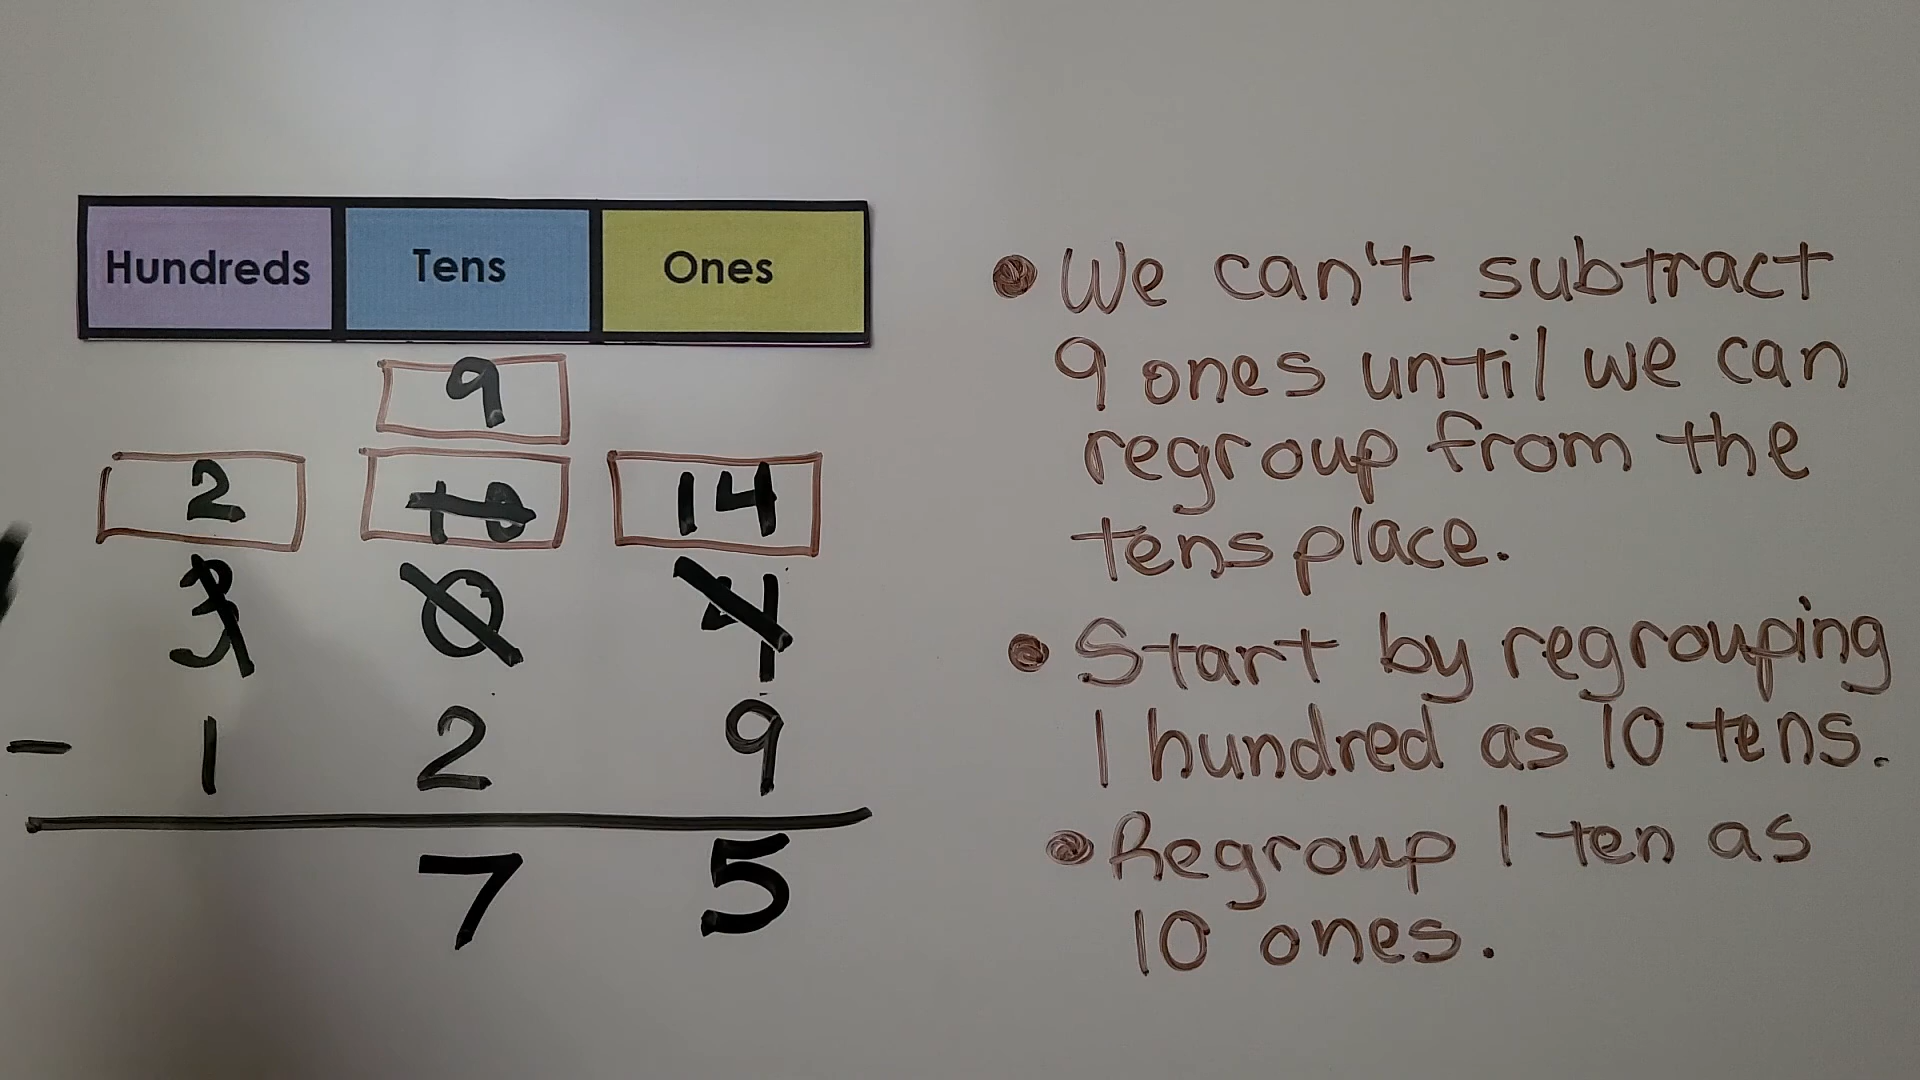 Hundreds Tens Ones
9
2 10 14
3 0 4
- 1 2 9
7 5
• We can't subtract
9 ones until we can
regroup from the
tens place.
• Start by regrouping
1 hundred as 10 tens.
• Regroup 1 ten as
10 ones.